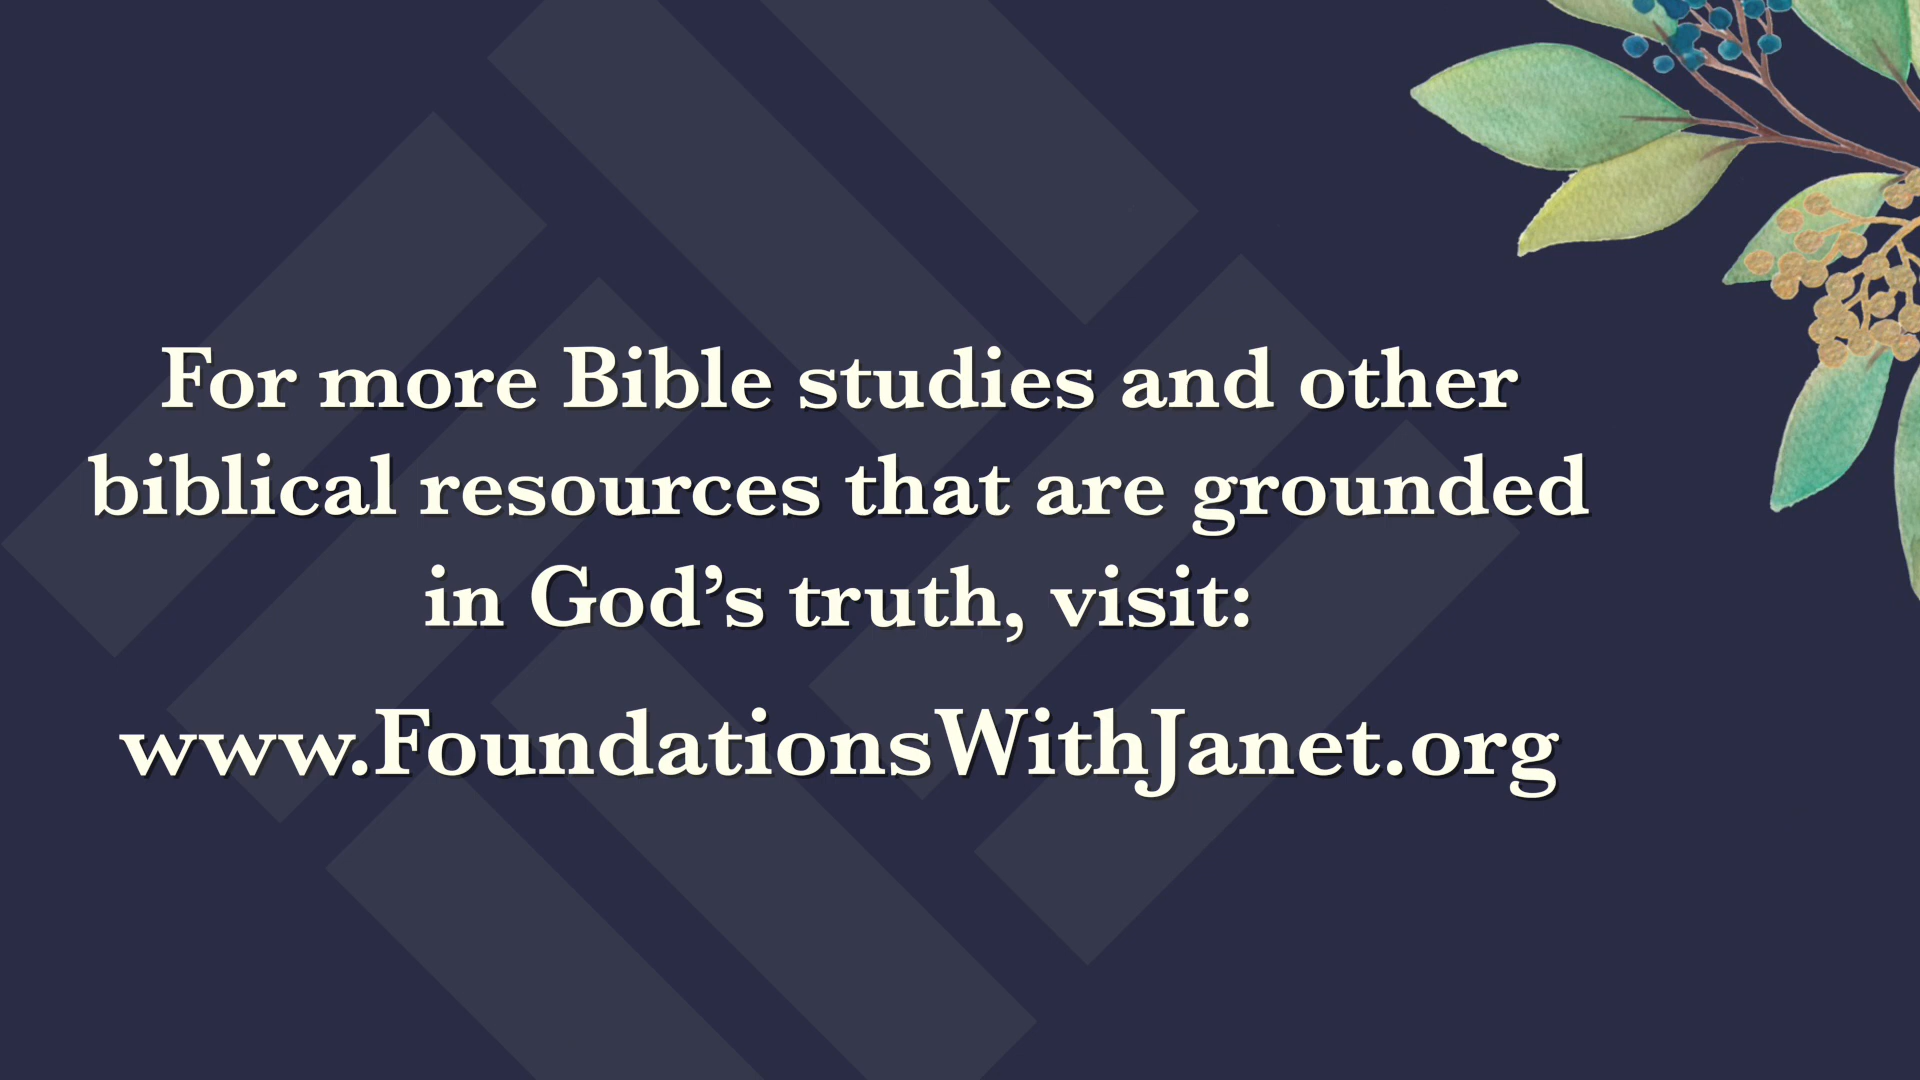 For more Bible studies and other
biblical resources that are grounded
in God’s truth, visit:
www.FoundationsWithJanet.org